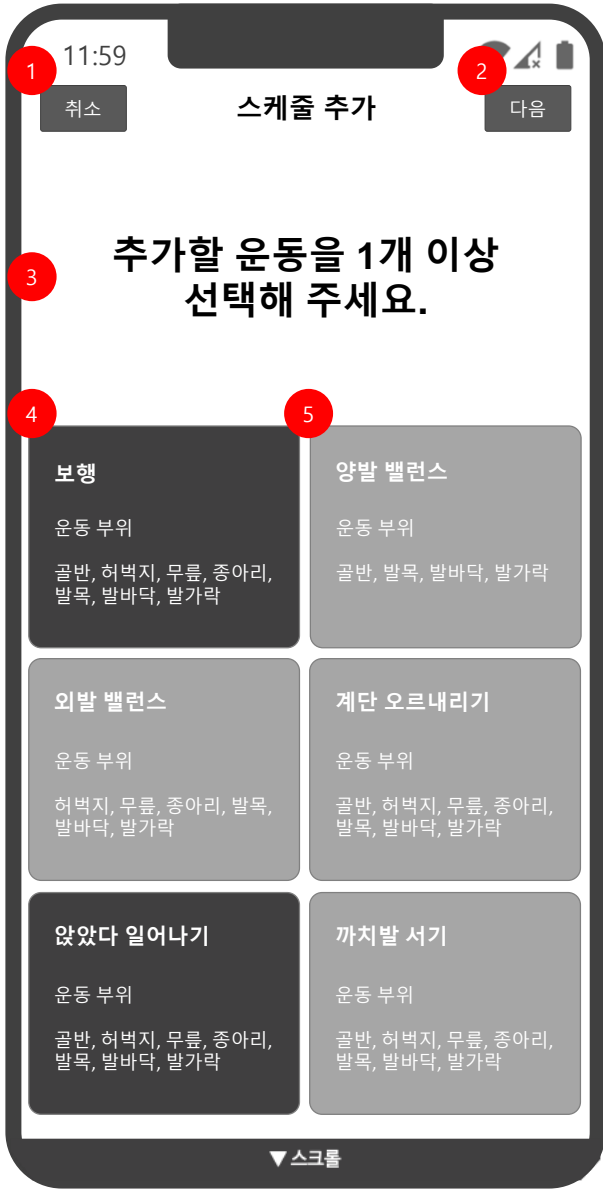 11:59
1
2
취소
스케줄 추가
다음
3
추가할 운동을 1개 이상
선택해 주세요.
4
5
보행
운동 부위
골반, 허벅지, 무릎, 종아리,
발목, 발바닥, 발가락
양발 밸런스
운동 부위
골반, 발목, 발바닥, 발가락
외발 밸런스
운동 부위
허벅지, 무릎, 종아리, 발목,
발바닥, 발가락
계단 오르내리기
운동 부위
골반, 허벅지, 무릎, 종아리,
발목, 발바닥, 발가락
앉았다 일어나기
운동 부위
골반, 허벅지, 무릎, 종아리,
발목, 발바닥, 발가락
까치발 서기
운동 부위
골반, 허벅지, 무릎, 종아리,
발목, 발바닥, 발가락
▼스크롤